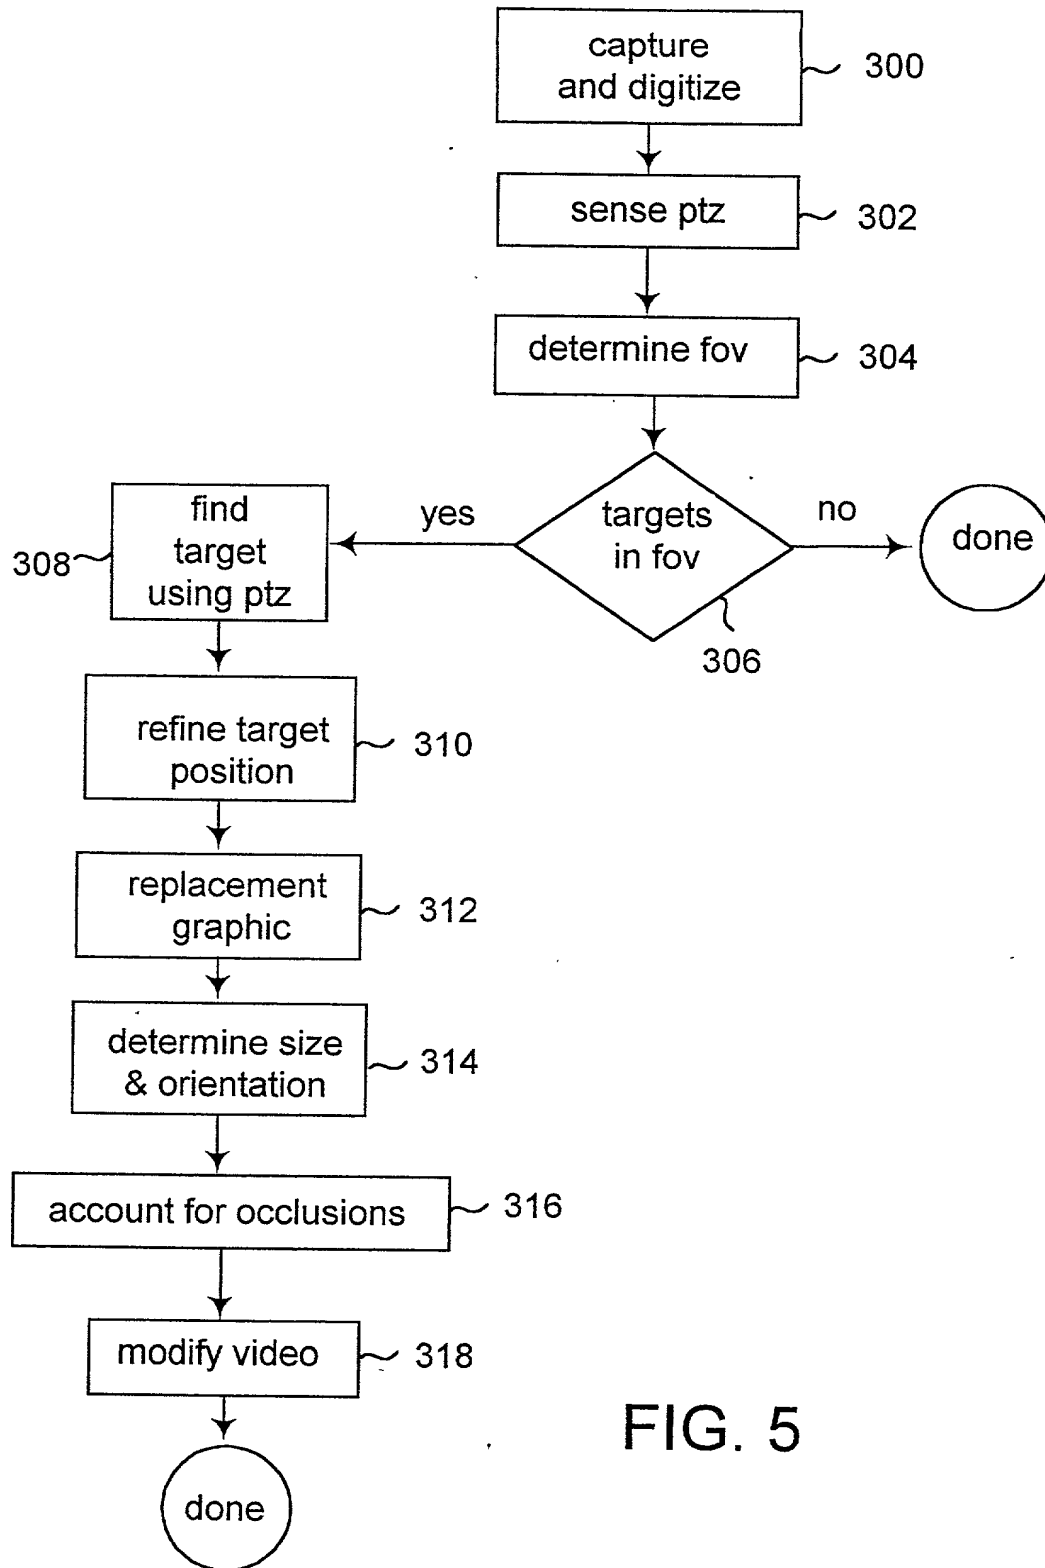 capture
and digitize
300
sense ptz
302
determine fov
304
targets
in fov
306
yes
no
done
find
target
using ptz
308
refine target
position
310
replacement
graphic
312
determine size
& orientation
314
account for occlusions
316
modify video
318
done
FIG. 5